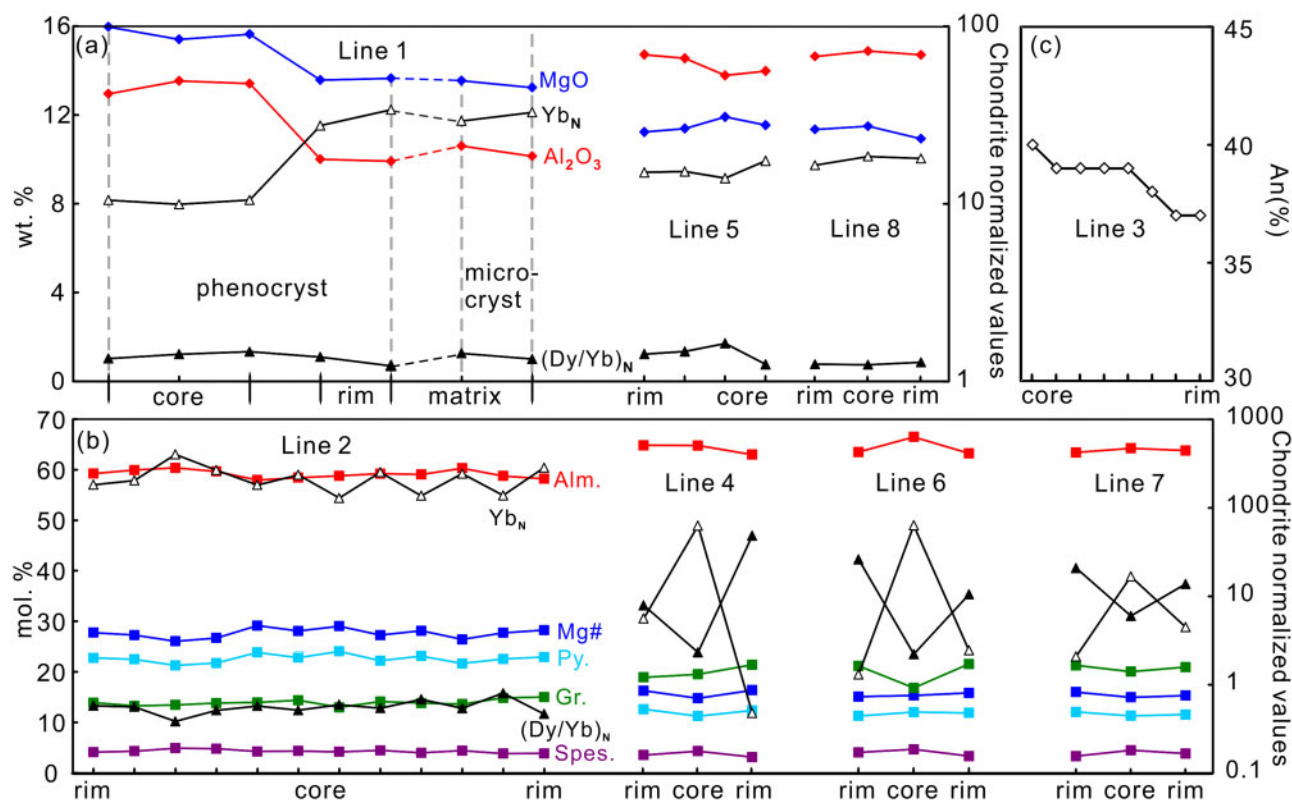 16
(a)
Line 1
100
(c)
45
MgO
12
Yb_N
Al₂O₃
40
8
10
wt. %
Line 5
Line 8
Chondrite normalized values
Line 3
An(%)
phenocryst
micro-
cryst
35
4
(Dy/Yb)_N
0
1
30
core
rim
matrix
rim
core
rim
core
rim
core
rim
70
(b)
Line 2
1000
60
Alm.
Line 4
Line 6
Line 7
Yb_N
50
100
mol. %
40
10
Chondrite normalized values
30
Mg#
20
Py.
1
Gr.
10
(Dy/Yb)_N
Spes.
0
0.1
rim
core
rim
rim
core
rim
rim
core
rim
rim
core
rim